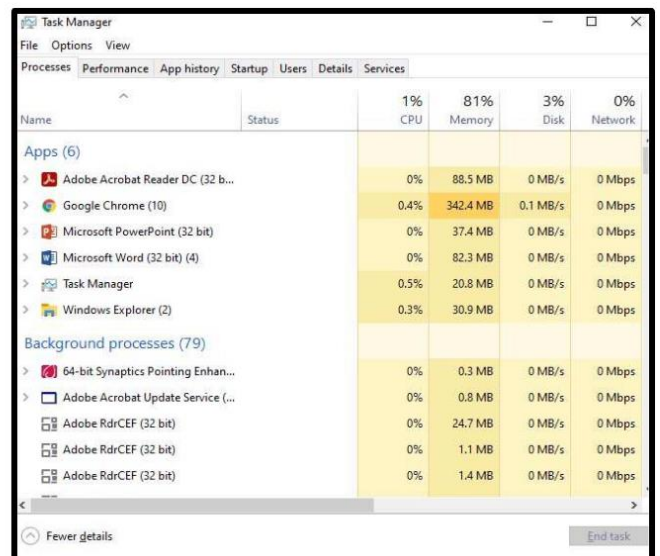 Task Manager
File Options View
Processes Performance App history Startup Users Details Services
1% 81% 3% 0%
Name Status CPU Memory Disk Network
Apps (6)
Adobe Acrobat Reader DC (32 b... 0% 88.5 MB 0 MB/s 0 Mbps
Google Chrome (10) 0.4% 342.4 MB 0.1 MB/s 0 Mbps
Microsoft PowerPoint (32 bit) 0% 37.4 MB 0 MB/s 0 Mbps
Microsoft Word (32 bit) (4) 0% 82.3 MB 0 MB/s 0 Mbps
Task Manager 0.5% 20.8 MB 0 MB/s 0 Mbps
Windows Explorer (2) 0.3% 30.9 MB 0 MB/s 0 Mbps
Background processes (79)
64-bit Synaptics Pointing Enhan... 0% 0.3 MB 0 MB/s 0 Mbps
Adobe Acrobat Update Service (... 0% 0.8 MB 0 MB/s 0 Mbps
Adobe RdrCEF (32 bit) 0% 24.7 MB 0 MB/s 0 Mbps
Adobe RdrCEF (32 bit) 0% 1.1 MB 0 MB/s 0 Mbps
Adobe RdrCEF (32 bit) 0% 1.4 MB 0 MB/s 0 Mbps
Fewer details End task